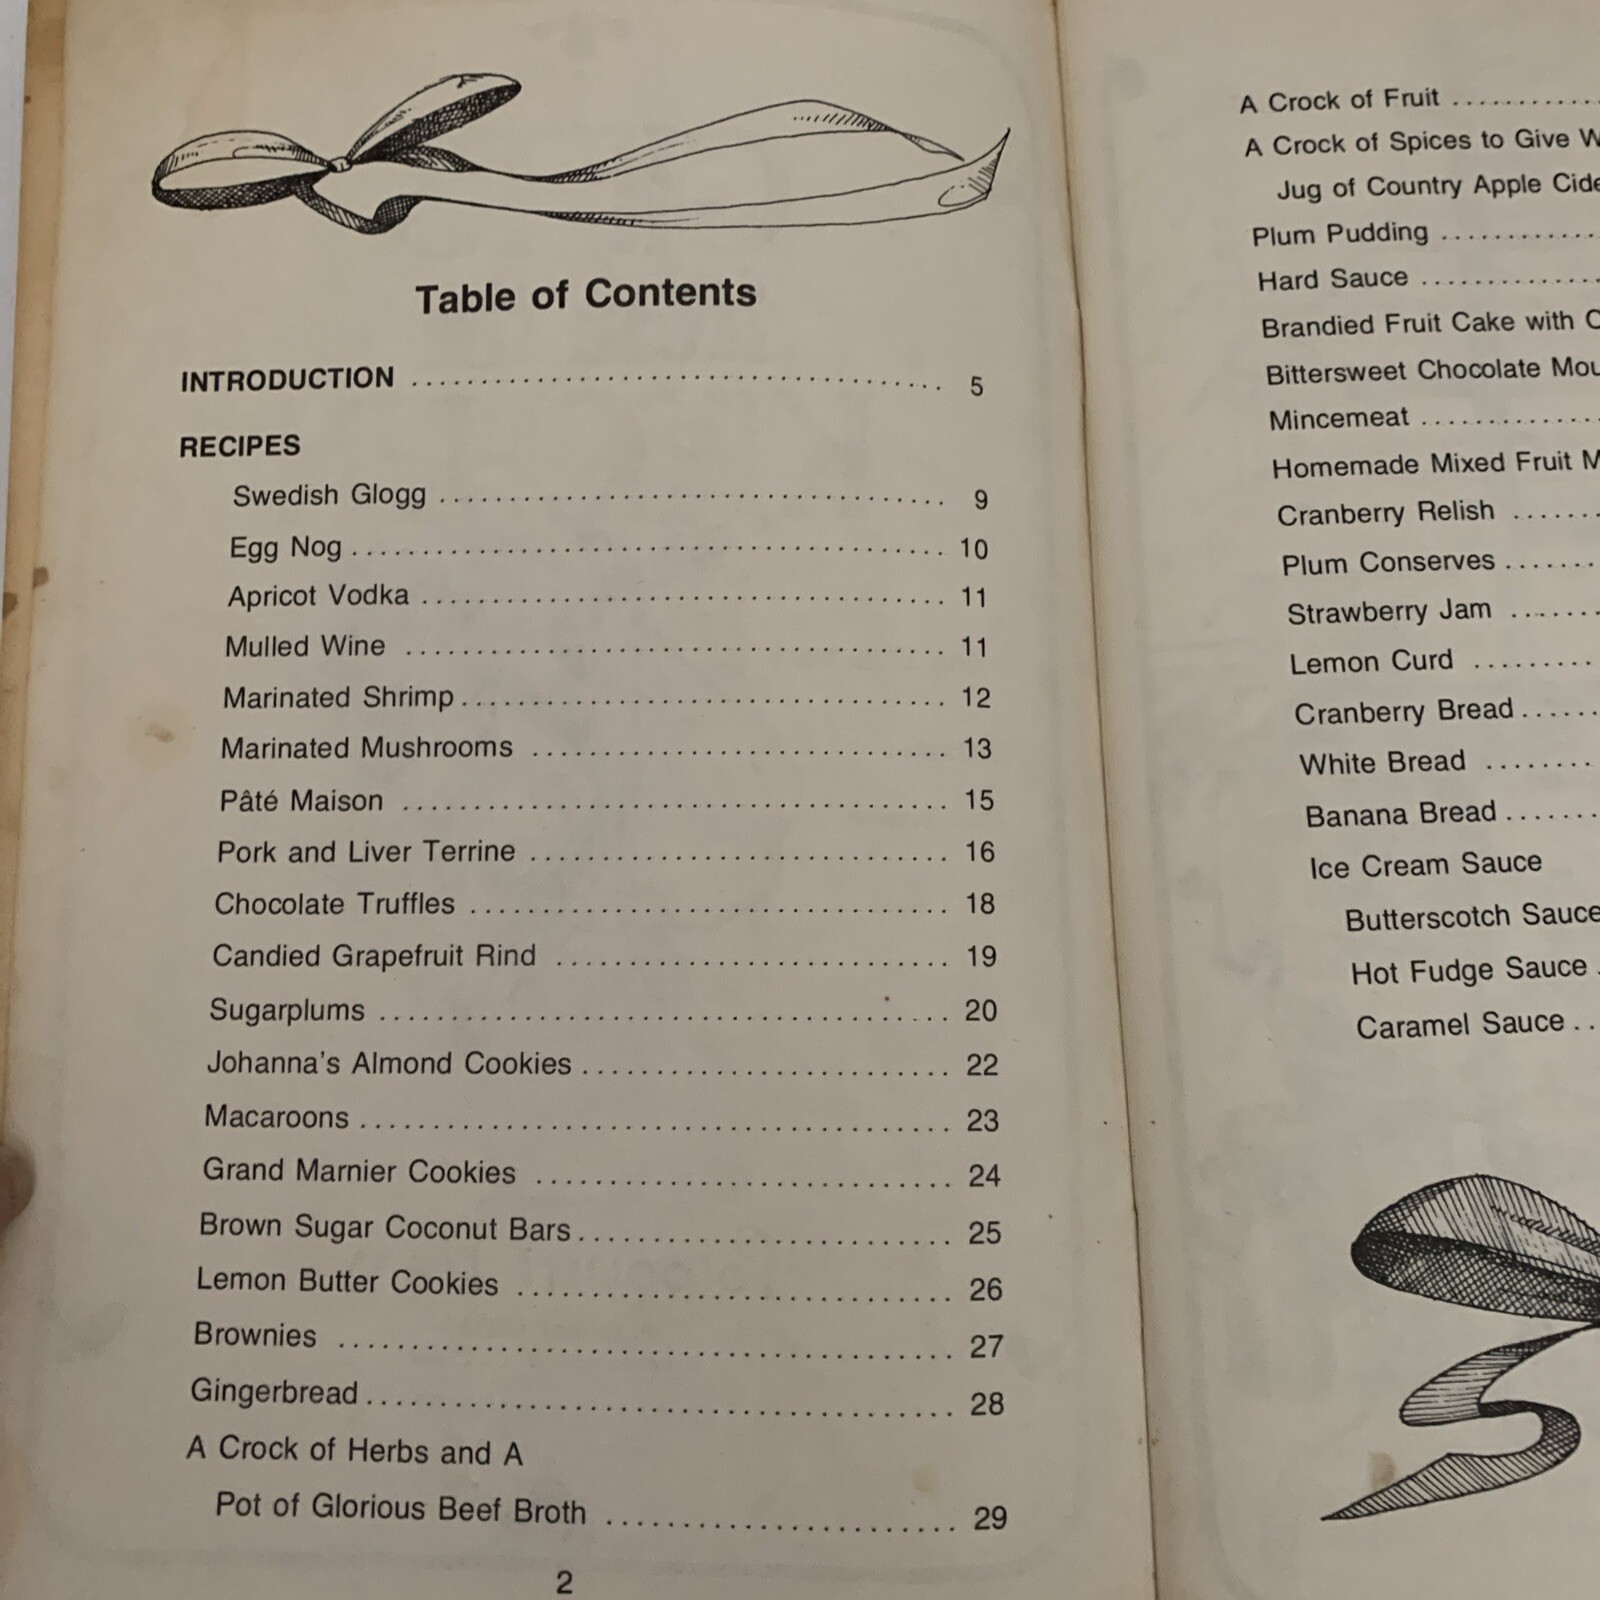 Table of Contents
INTRODUCTION ........................................ 5
RECIPES
Swedish Glogg ........................................ 9
Egg Nog ........................................ 10
Apricot Vodka ........................................ 11
Mulled Wine ........................................ 11
Marinated Shrimp ........................................ 12
Marinated Mushrooms ........................................ 13
Pâté Maison ........................................ 15
Pork and Liver Terrine ........................................ 16
Chocolate Truffles ........................................ 18
Candied Grapefruit Rind ........................................ 19
Sugarplums ........................................ 20
Johanna's Almond Cookies ........................................ 22
Macaroons ........................................ 23
Grand Marnier Cookies ........................................ 24
Brown Sugar Coconut Bars ........................................ 25
Lemon Butter Cookies ........................................ 26
Brownies ........................................ 27
Gingerbread ........................................ 28
A Crock of Herbs and A
Pot of Glorious Beef Broth ........................................ 29
2
A Crock of Fruit ...........
A Crock of Spices to Give
Jug of Country Apple
Plum Pudding ............
Hard Sauce ..............
Brandied Fruit Cake with
Bittersweet Chocolate
Mincemeat ..............
Homemade Mixed Fruit
Cranberry Relish .......
Plum Conserves .......
Strawberry Jam .......
Lemon Curd .........
Cranberry Bread ......
White Bread ........
Banana Bread ......
Ice Cream Sauce
Butterscotch Sauce
Hot Fudge Sauce .
Caramel Sauce ..